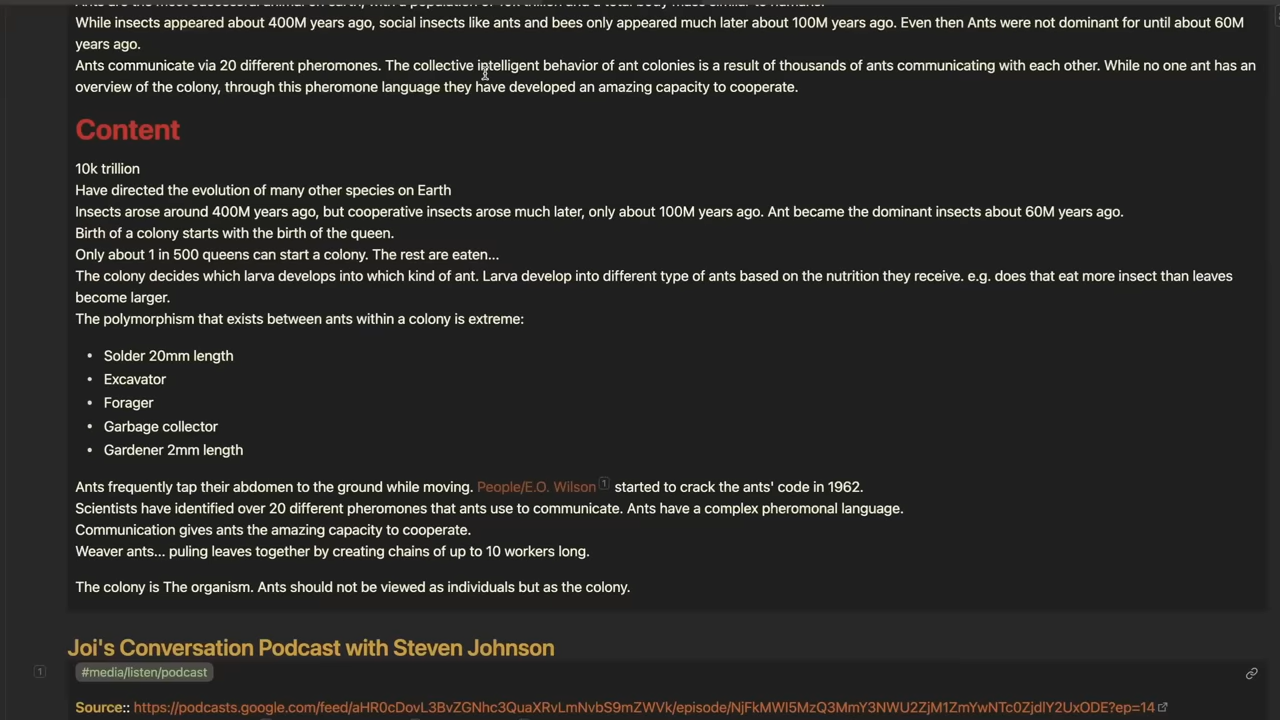 Ants are the most successful animal on earth, with a population of 10k trillion and a total body mass similar to humans.
While insects appeared about 400M years ago, social insects like ants and bees only appeared much later about 100M years ago. Even then Ants were not dominant for until about 60M
years ago.
Ants communicate via 20 different pheromones. The collective intelligent behavior of ant colonies is a result of thousands of ants communicating with each other. While no one ant has an
overview of the colony, through this pheromone language they have developed an amazing capacity to cooperate.
Content
10k trillion
Have directed the evolution of many other species on Earth
Insects arose around 400M years ago, but cooperative insects arose much later, only about 100M years ago. Ant became the dominant insects about 60M years ago.
Birth of a colony starts with the birth of the queen.
Only about 1 in 500 queens can start a colony. The rest are eaten...
The colony decides which larva develops into which kind of ant. Larva develop into different type of ants based on the nutrition they receive. e.g. does that eat more insect than leaves
become larger.
The polymorphism that exists between ants within a colony is extreme:
• Solder 20mm length
• Excavator
• Forager
• Garbage collector
• Gardener 2mm length
Ants frequently tap their abdomen to the ground while moving. People/E.O. Wilson 1 started to crack the ants' code in 1962.
Scientists have identified over 20 different pheromones that ants use to communicate. Ants have a complex pheromonal language.
Communication gives ants the amazing capacity to cooperate.
Weaver ants... puling leaves together by creating chains of up to 10 workers long.
The colony is The organism. Ants should not be viewed as individuals but as the colony.
Joi's Conversation Podcast with Steven Johnson
1 #media/listen/podcast
Source:: https://podcasts.google.com/feed/aHR0cDovL3BvZGNhc3QuaXRvLmNvbS9mZWVk/episode/NjFkMWI5MzQ3MmY3NWU2ZjM1ZmYwNTc0ZjdlY2UxODE?ep=14